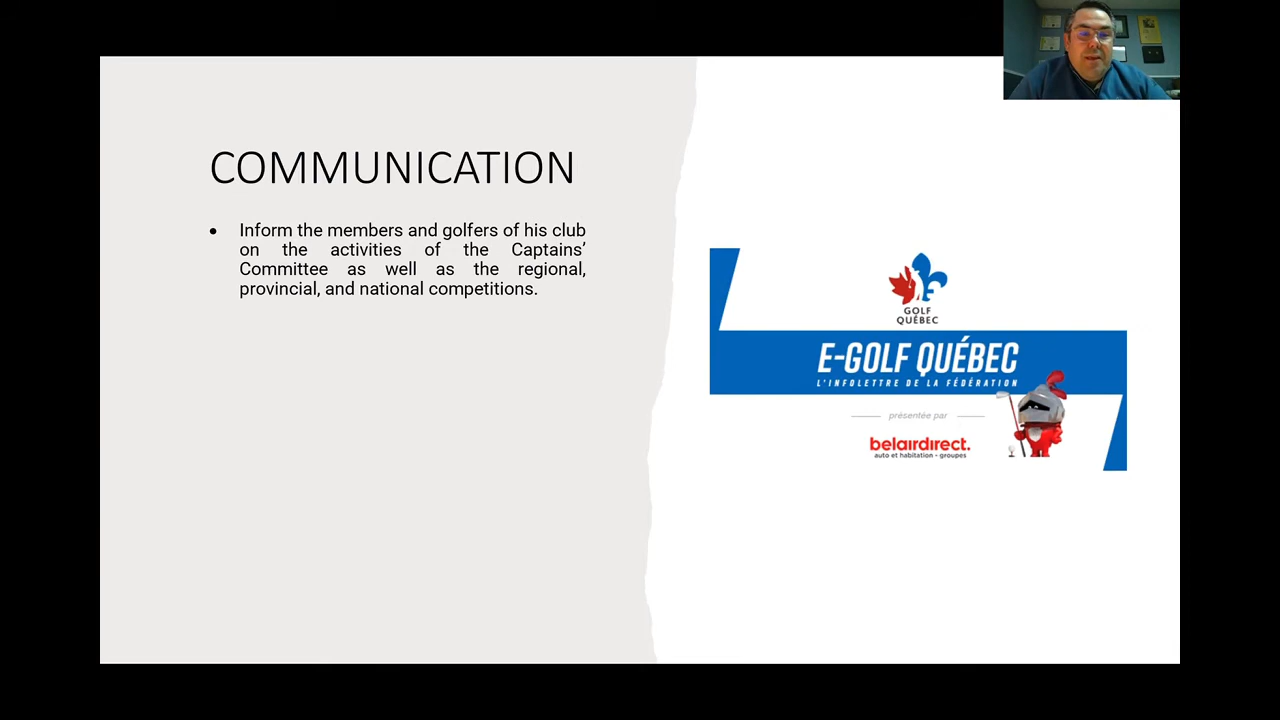 COMMUNICATION
• Inform the members and golfers of his club
on the activities of the Captains’
Committee as well as the regional,
provincial, and national competitions.
GOLF
QUÉBEC
E-GOLF QUÉBEC
L'INFOLETTRE DE LA FÉDÉRATION
présentée par
belairdirect.
auto et habitation - groupes